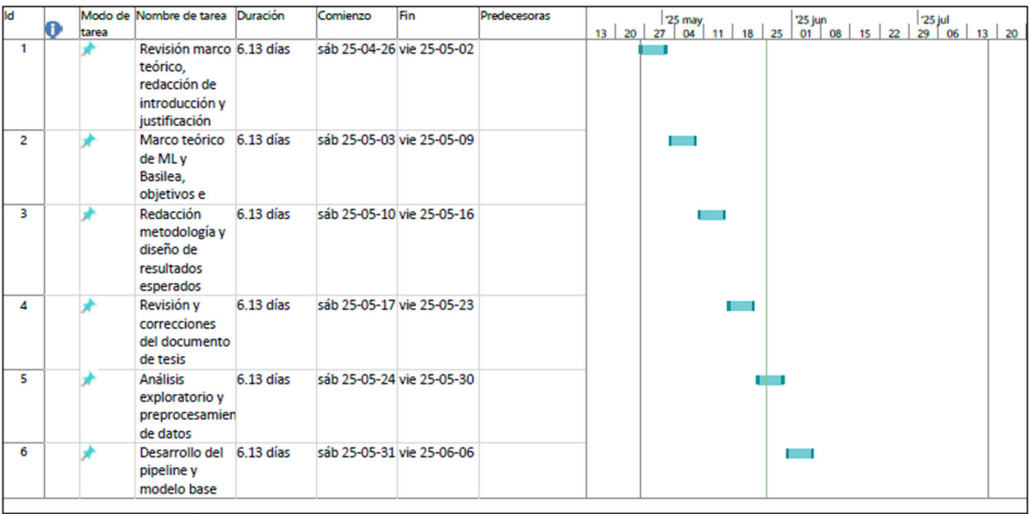 Id Modo de tarea Nombre de tarea Duración Comienzo Fin Predecesoras
'25 may '25 jun '25 jul
13 20 27 04 11 18 25 01 08 15 22 29 06 13 20
1 Revisión marco 6.13 días sáb 25-04-26 vie 25-05-02
teórico,
redacción de
introducción y
justificación
2 Marco teórico 6.13 días sáb 25-05-03 vie 25-05-09
de ML y
Basilea,
objetivos e
3 Redacción 6.13 días sáb 25-05-10 vie 25-05-16
metodología y
diseño de
resultados
esperados
4 Revisión y 6.13 días sáb 25-05-17 vie 25-05-23
correcciones
del documento
de tesis
5 Análisis 6.13 días sáb 25-05-24 vie 25-05-30
exploratorio y
preprocesamien
de datos
6 Desarrollo del 6.13 días sáb 25-05-31 vie 25-06-06
pipeline y
modelo base